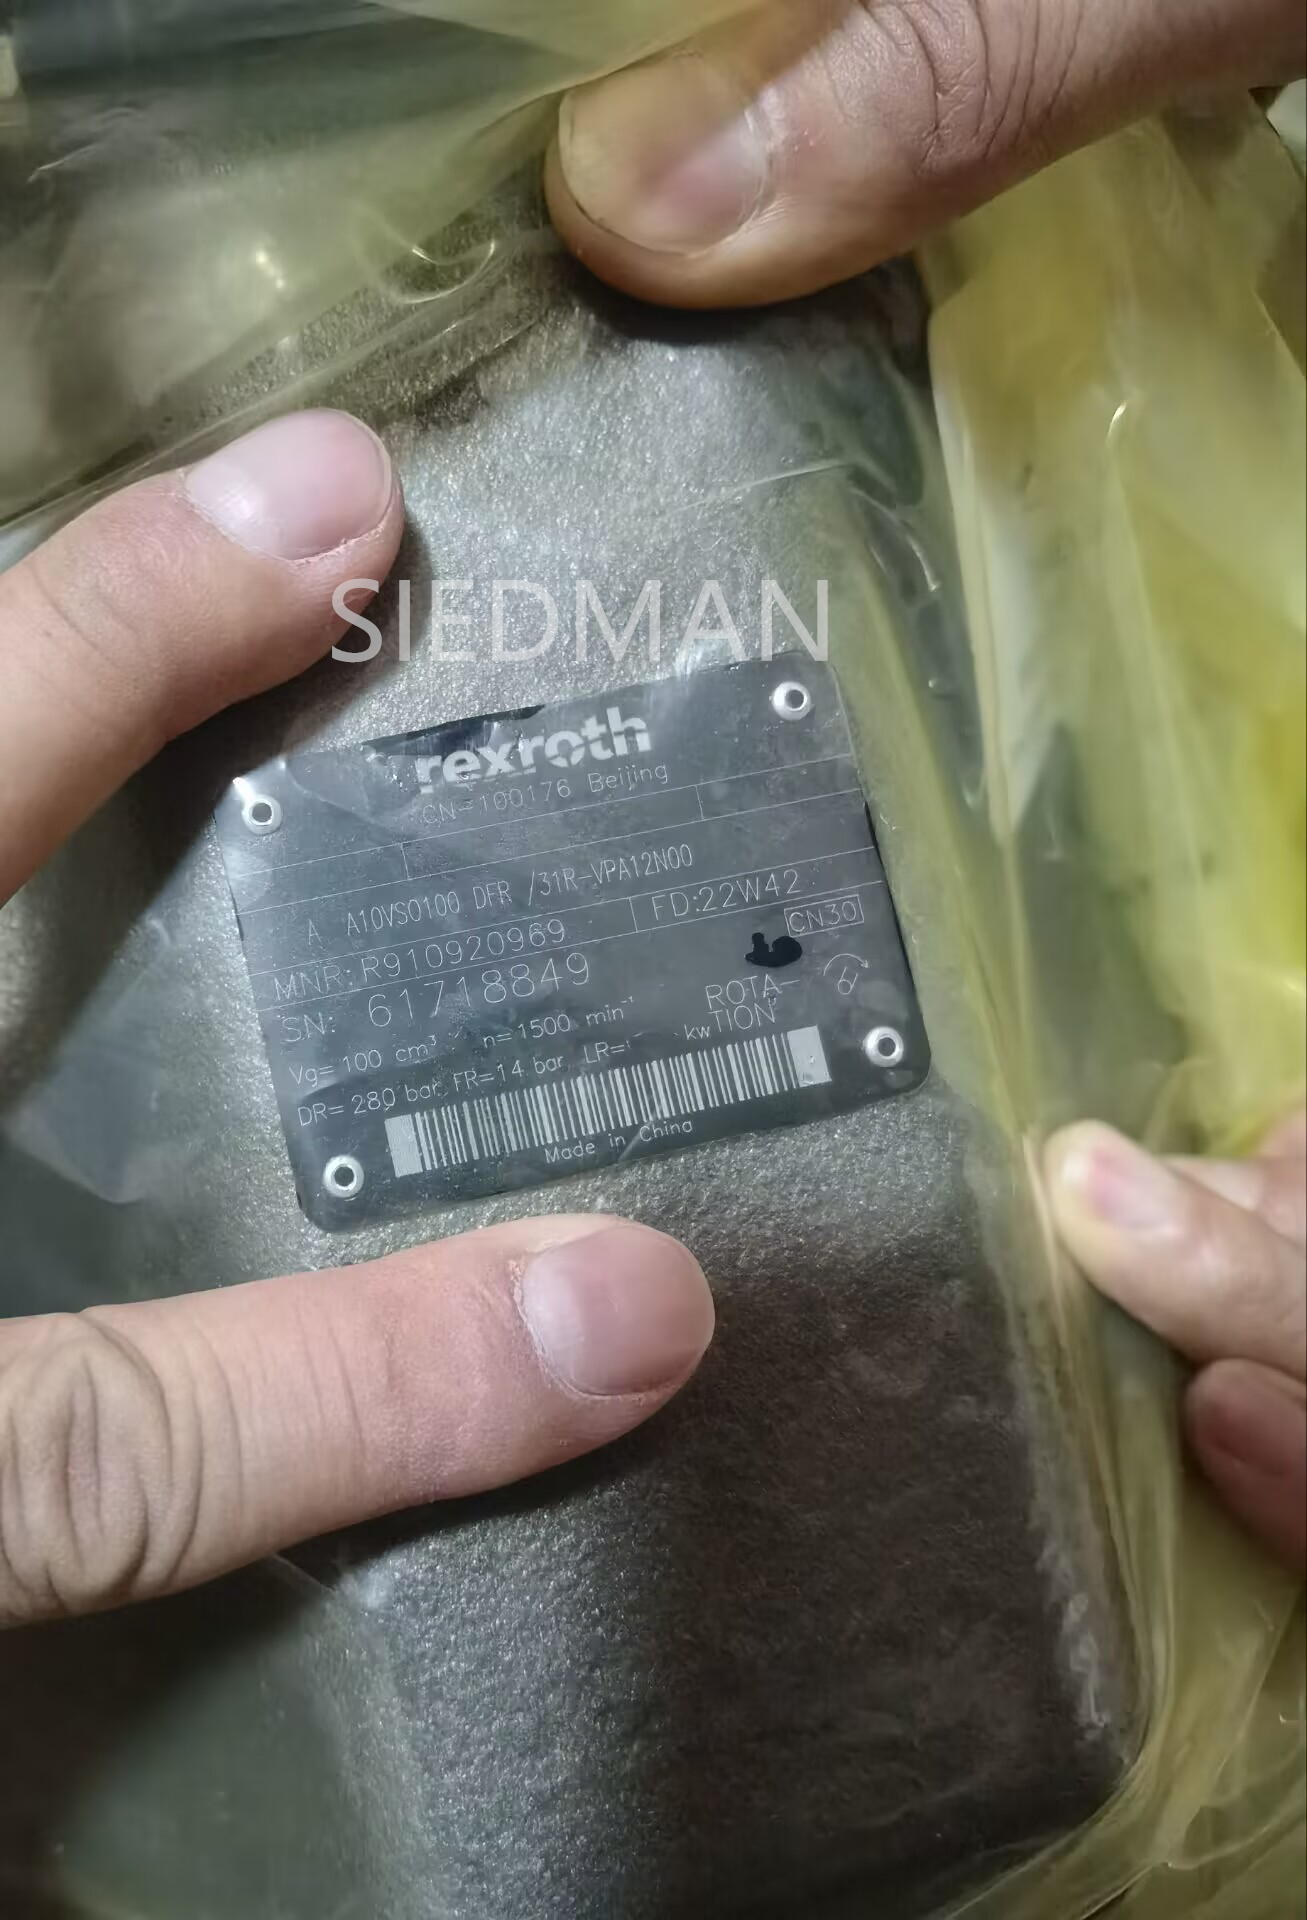 SIEDMAN
rexroth
CN-100176 Beijing
A A10VSO100 DFR /31R-VPA12N00
MNR: R910920969 FD:22W42
SN: 61718849 CN30
Vg= 100 cm³ n=1500 min⁻¹ ROTA-TION
DR= 280 bar FR=14 bar LR= kw
Made in China